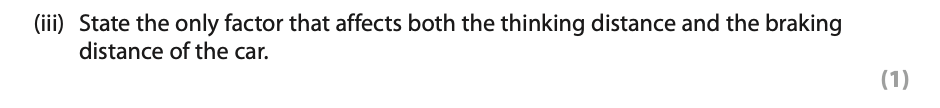 (iii) State the only factor that affects both the thinking distance and the braking
distance of the car.
(1)